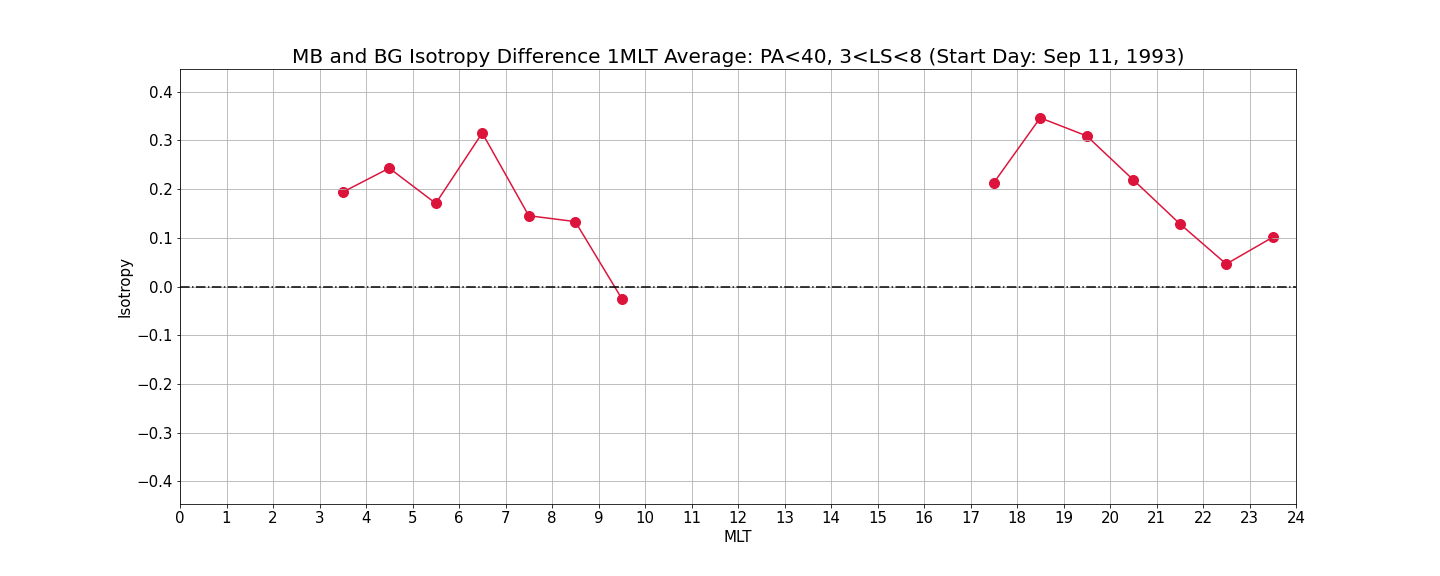 MB and BG Isotropy Difference 1MLT Average: PA<40, 3<LS<8 (Start Day: Sep 11, 1993)
0.4
0.3
0.2
0.1
0.0
−0.1
−0.2
−0.3
−0.4
Isotropy
0 1 2 3 4 5 6 7 8 9 10 11 12 13 14 15 16 17 18 19 20 21 22 23 24
MLT